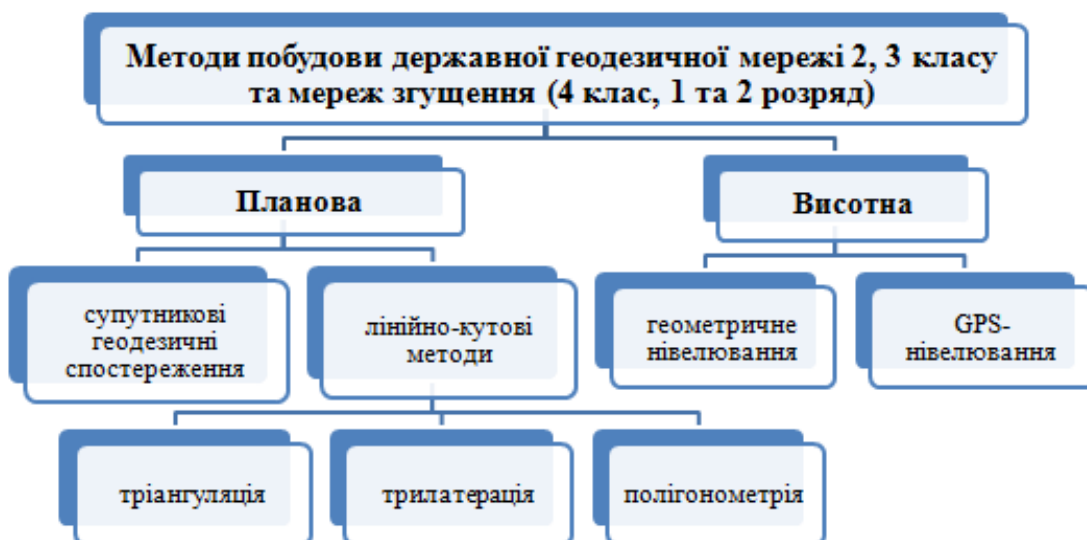 Методи побудови державної геодезичної мережі 2, 3 класу
та мереж згущення (4 клас, 1 та 2 розряд)
Планова
Висотна
супутникові
геодезичні
спостереження
лінійно-кутові
методи
геометричне
нівелювання
GPS-
нівелювання
тріангуляція
трилатерація
полігонометрія